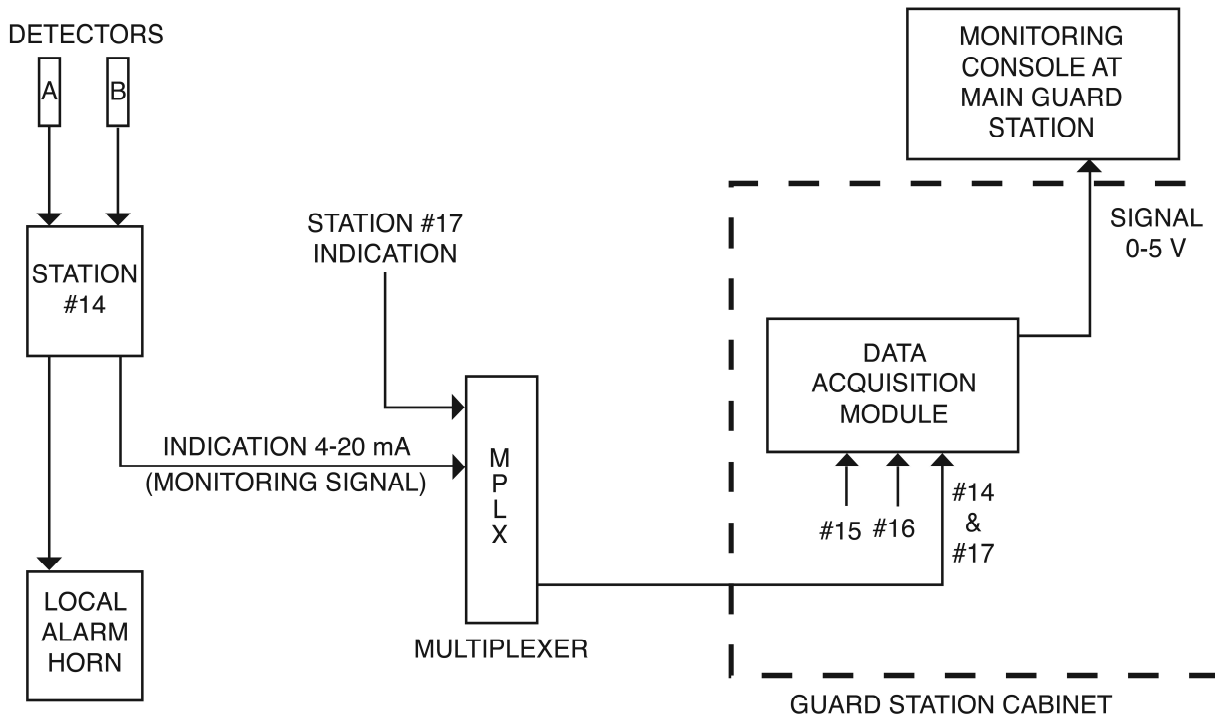 DETECTORS
A
B
STATION
#14
LOCAL
ALARM
HORN
STATION #17
INDICATION
INDICATION 4-20 mA
(MONITORING SIGNAL)
M
P
L
X
MULTIPLEXER
MONITORING
CONSOLE AT
MAIN GUARD
STATION
SIGNAL
0-5 V
DATA
ACQUISITION
MODULE
#15
#16
#14
&
#17
GUARD STATION CABINET